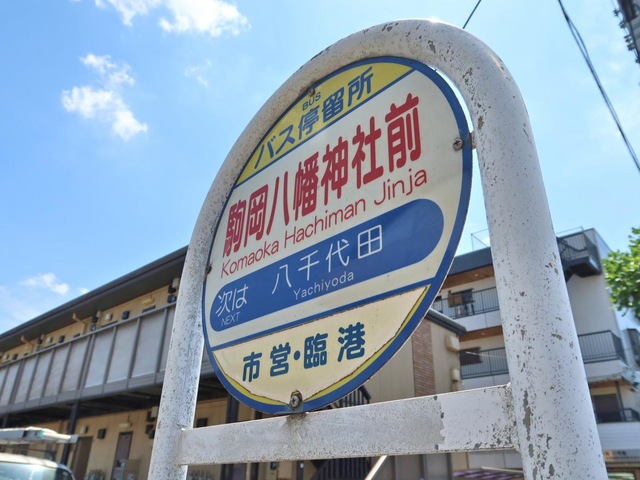 BUS
バス停留所
駒岡八幡神社前
Komaoka Hachiman Jinja
次は 八千代田
NEXT Yachiyoda
市営・臨港